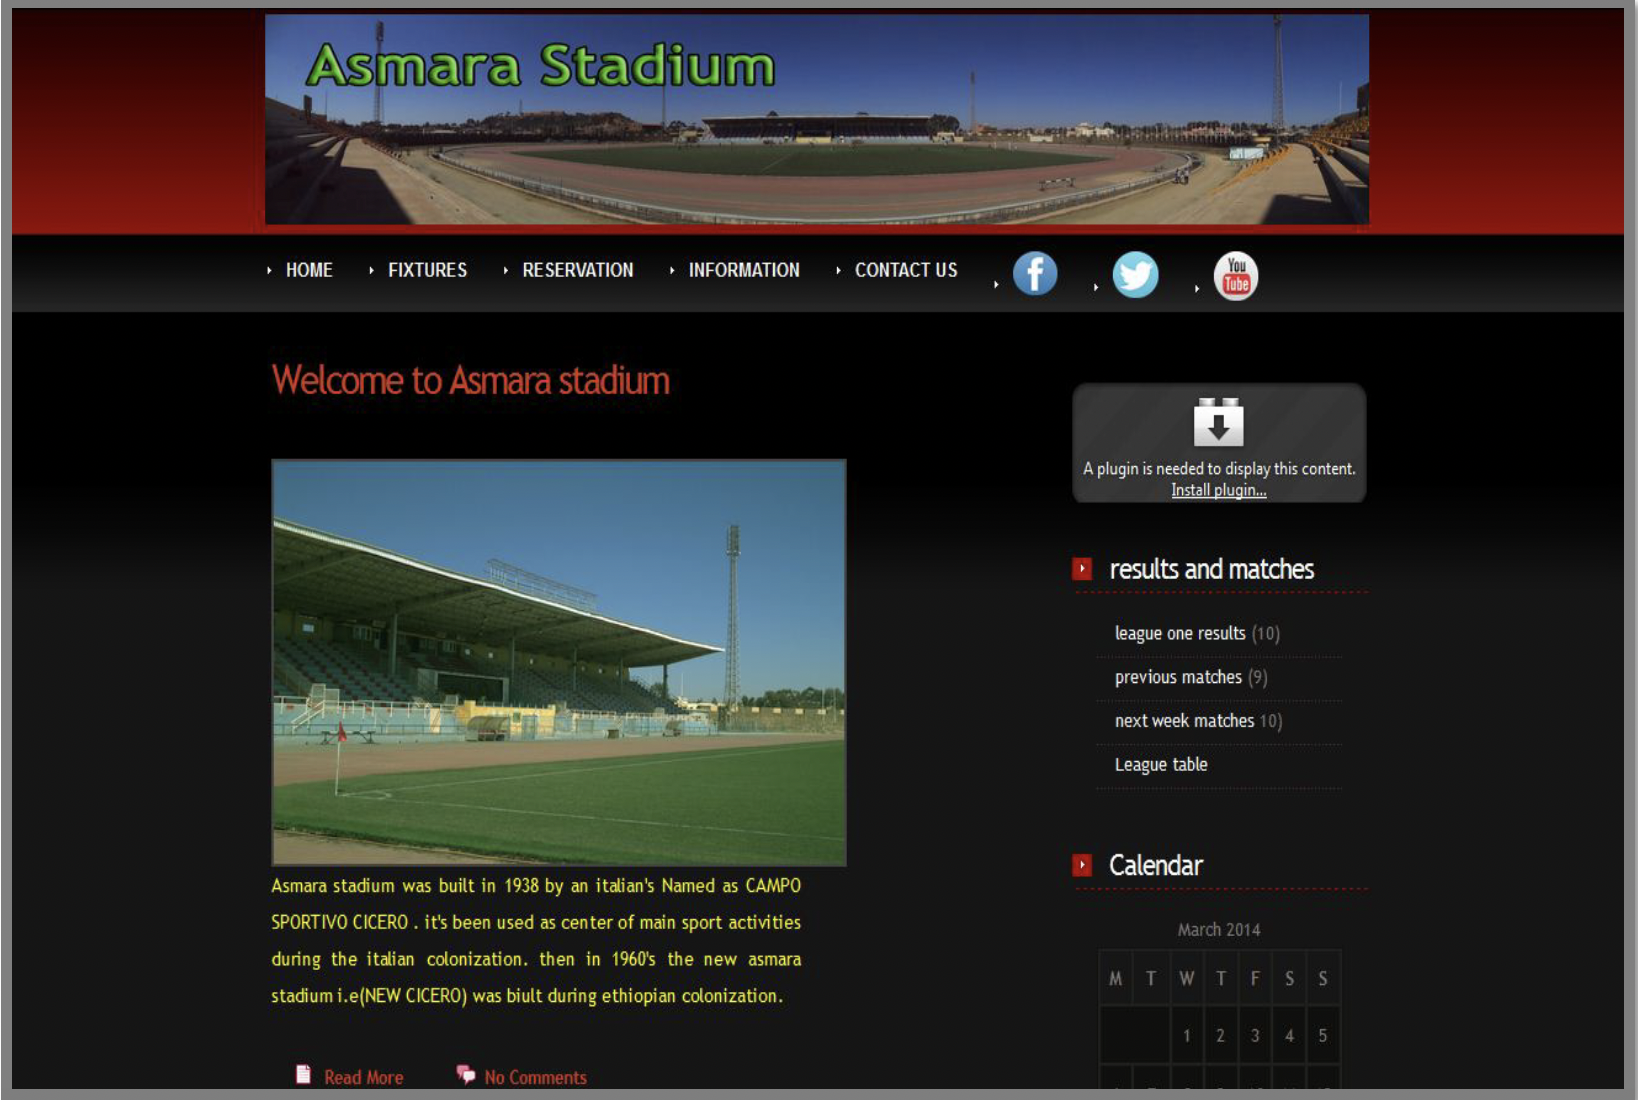 Asmara Stadium
HOME
FIXTURES
RESERVATION
INFORMATION
CONTACT US
f
You
Tube
Welcome to Asmara stadium
Asmara stadium was built in 1938 by an italian's Named as CAMPO
SPORTIVO CICERO . it's been used as center of main sport activities
during the italian colonization. then in 1960's the new asmara
stadium i.e(NEW CICERO) was biult during ethiopian colonization.
Read More
No Comments
A plugin is needed to display this content.
Install plugin...
results and matches
league one results (10)
previous matches (9)
next week matches 10)
League table
Calendar
March 2014
M T W T F S S
1 2 3 4 5